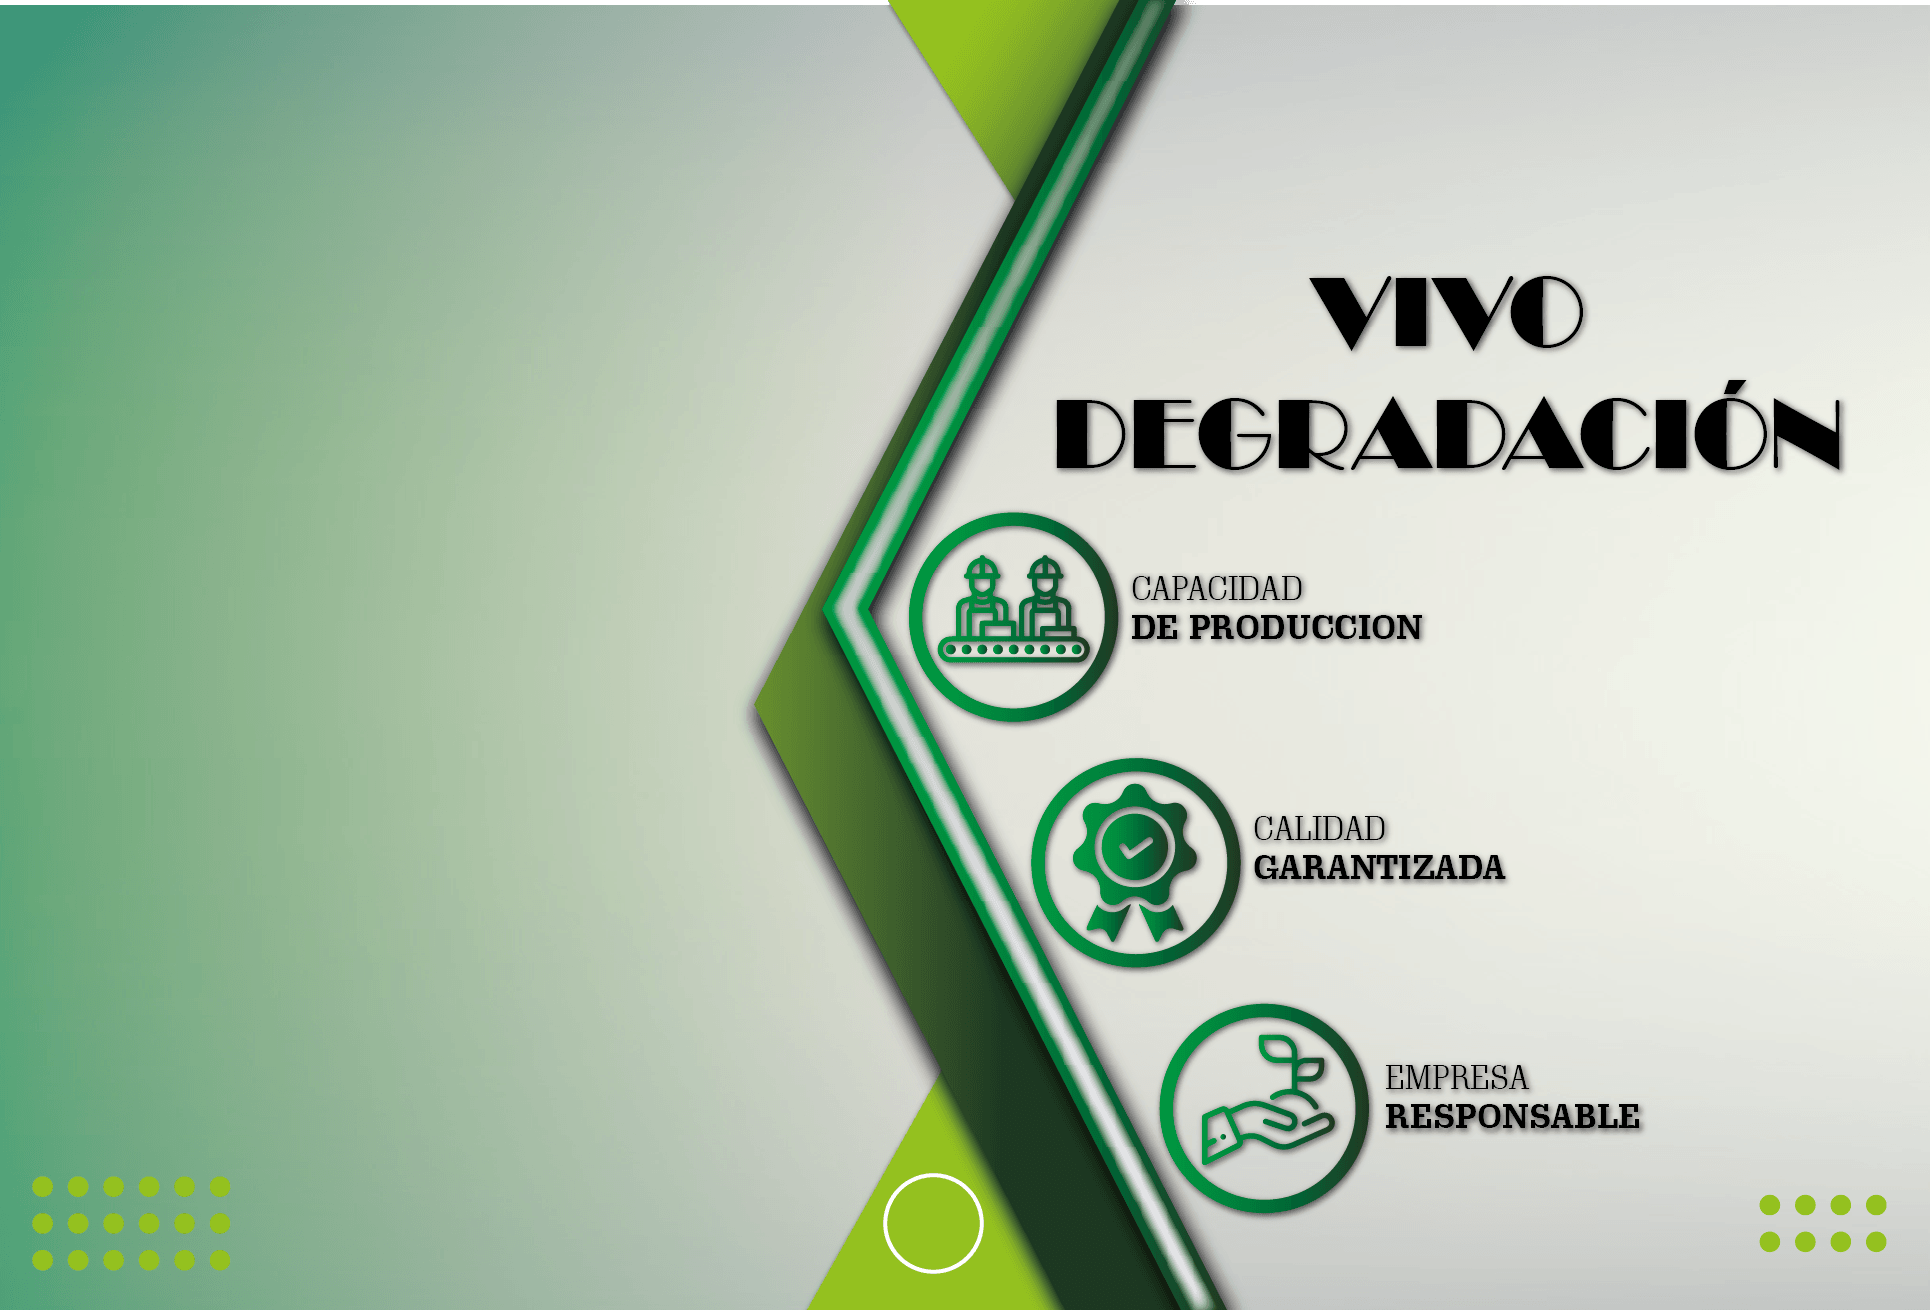 VIVO
DEGRADACIÓN
CAPACIDAD
DE PRODUCCION
CALIDAD
GARANTIZADA
EMPRESA
RESPONSABLE